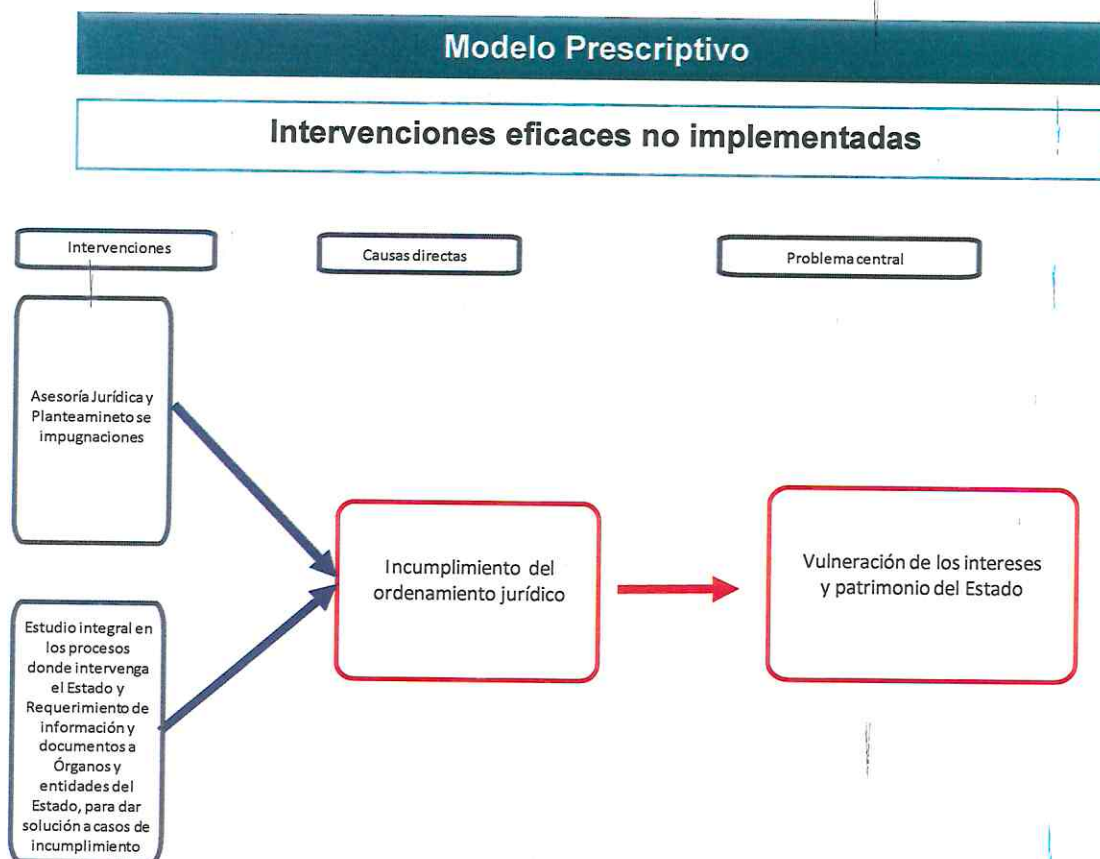 Modelo Prescriptivo
Intervenciones eficaces no implementadas
Intervenciones
Causas directas
Problema central
Asesoría Jurídica y
Planteamineto se
impugnaciones
Estudio integral en
los procesos
donde intervenga
el Estado y
Requerimiento de
información y
documentos a
Órganos y
entidades del
Estado, para dar
solución a casos de
incumplimiento
Incumplimiento del
ordenamiento jurídico
Vulneración de los intereses
y patrimonio del Estado